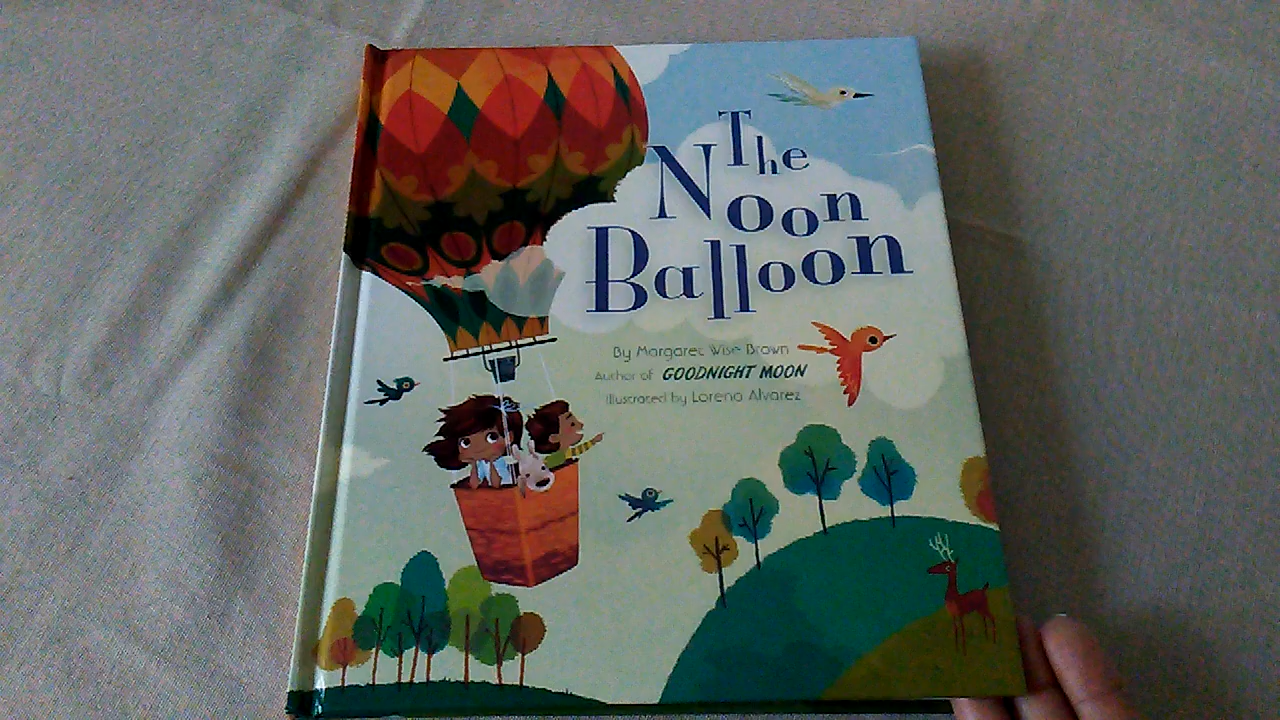 The
Noon
Balloon
By Margaret Wise Brown
Author of GOODNIGHT MOON
Illustrated by Lorena Alvarez